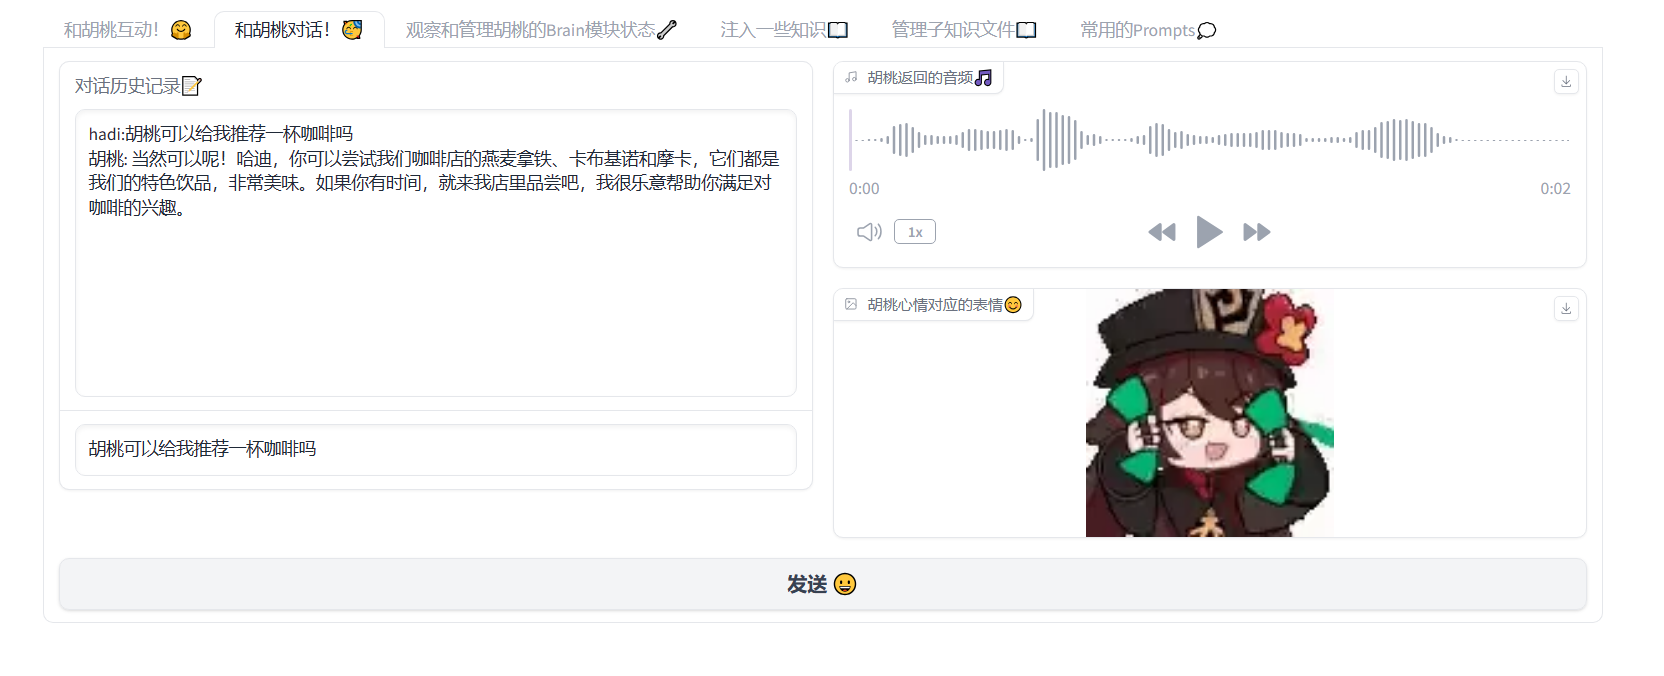 和胡桃互动！🤗 和胡桃对话！🥳 观察和管理胡桃的Brain模块状态🦴 注入一些知识📖 管理子知识文件📖 常用的Prompts💭
对话历史记录📝
hadi:胡桃可以给我推荐一杯咖啡吗
胡桃: 当然可以呢！哈迪，你可以尝试我们咖啡店的燕麦拿铁、卡布基诺和摩卡，它们都是
我们的特色饮品，非常美味。如果你有时间，就来我店里品尝吧，我很乐意帮助你满足对
咖啡的兴趣。
胡桃可以给我推荐一杯咖啡吗
胡桃返回的音频🎵
0:00 0:02
1x
胡桃心情对应的表情😊
发送 😀